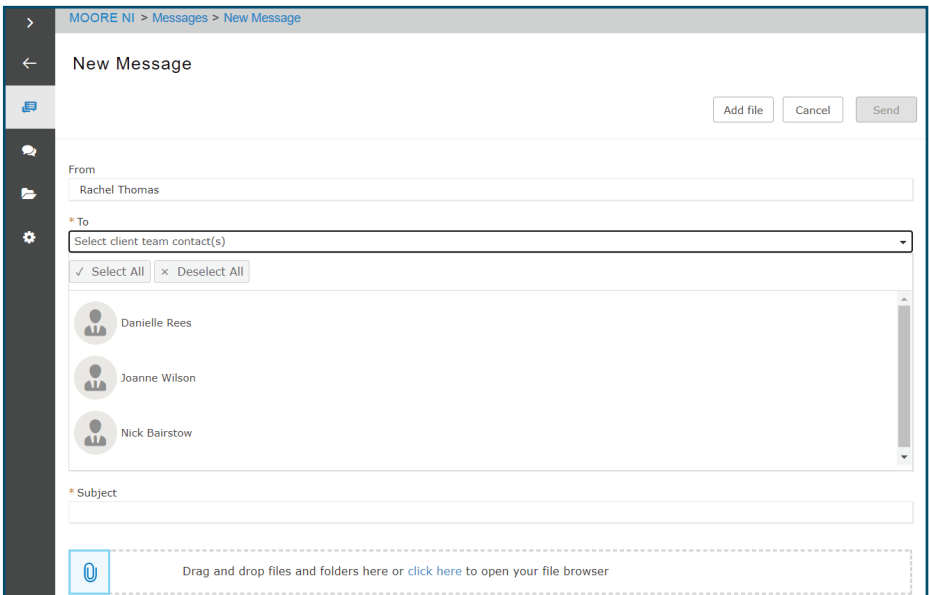 MOORE NI > Messages > New Message
New Message
Add file Cancel Send
From
Rachel Thomas
* To
Select client team contact(s)
✓ Select All × Deselect All
Danielle Rees
Joanne Wilson
Nick Bairstow
* Subject
Drag and drop files and folders here or click here to open your file browser